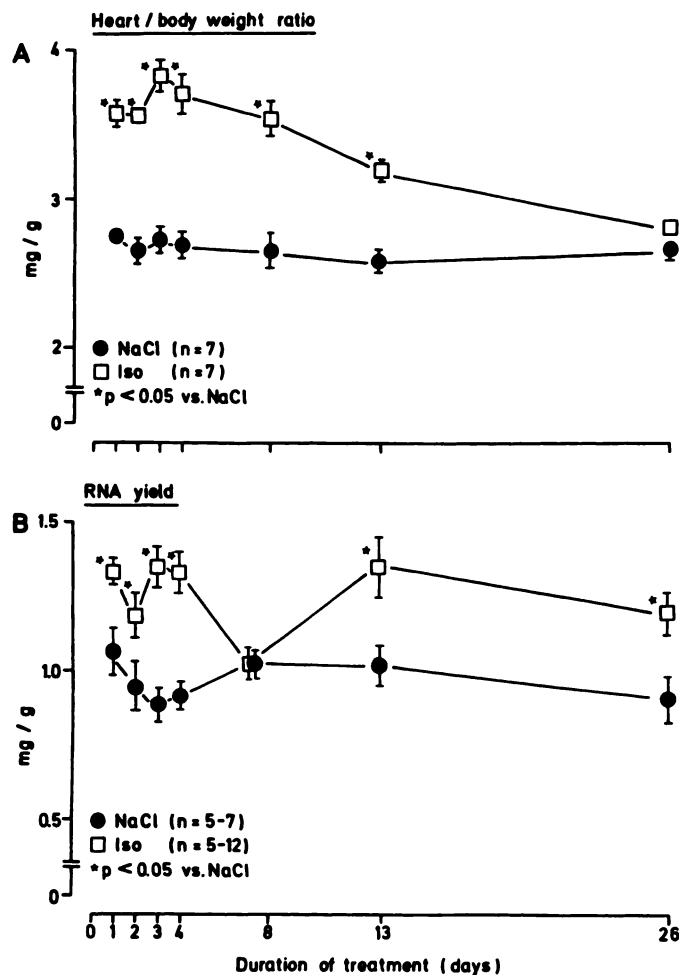 Heart / body weight ratio
A
4
3
2
0
mg / g
NaCl (n=7)
Iso (n=7)
*p < 0.05 vs. NaCl
RNA yield
B
1.5
1.0
0.5
0
mg / g
NaCl (n=5-7)
Iso (n=5-12)
*p < 0.05 vs. NaCl
0 1 2 3 4 8 13 26
Duration of treatment (days)